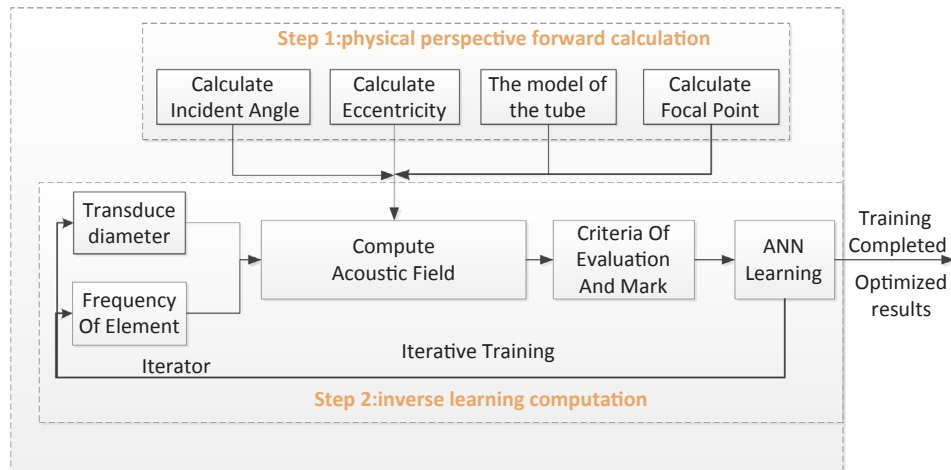 Step 1:physical perspective forward calculation
Calculate
Incident Angle
Calculate
Eccentricity
The model of
the tube
Calculate
Focal Point
Transduce
diameter
Frequency
Of Element
Compute
Acoustic Field
Criteria Of
Evaluation
And Mark
ANN
Learning
Training
Completed
Optimized
results
Iterator
Iterative Training
Step 2:inverse learning computation